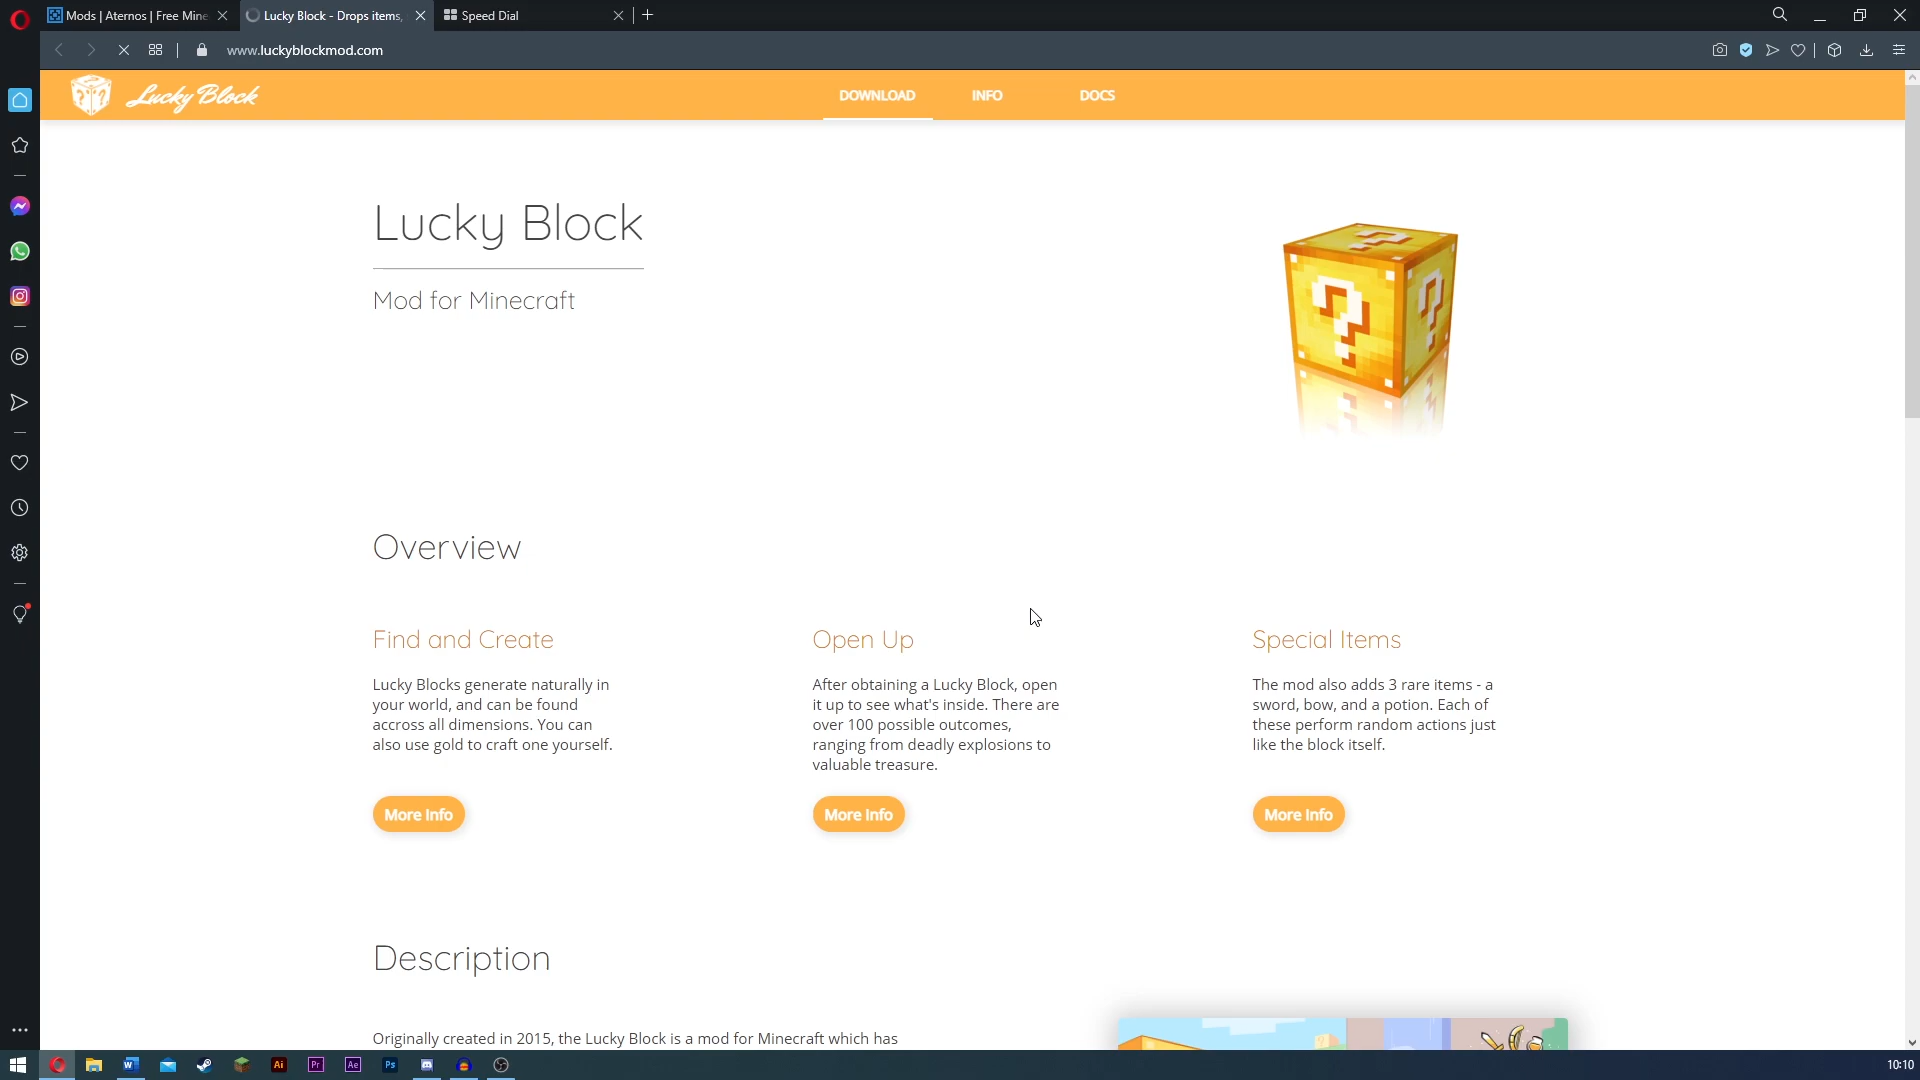 Mods | Aternos | Free Mine
Lucky Block - Drops items,
Speed Dial
www.luckyblockmod.com
Lucky Block
DOWNLOAD
INFO
DOCS
Lucky Block
Mod for Minecraft
Overview
Find and Create
Lucky Blocks generate naturally in
your world, and can be found
accross all dimensions. You can
also use gold to craft one yourself.
More Info
Open Up
After obtaining a Lucky Block, open
it up to see what's inside. There are
over 100 possible outcomes,
ranging from deadly explosions to
valuable treasure.
More Info
Special Items
The mod also adds 3 rare items - a
sword, bow, and a potion. Each of
these perform random actions just
like the block itself.
More Info
Description
Originally created in 2015, the Lucky Block is a mod for Minecraft which has
Ai
Pr
Ae
Ps
10:10